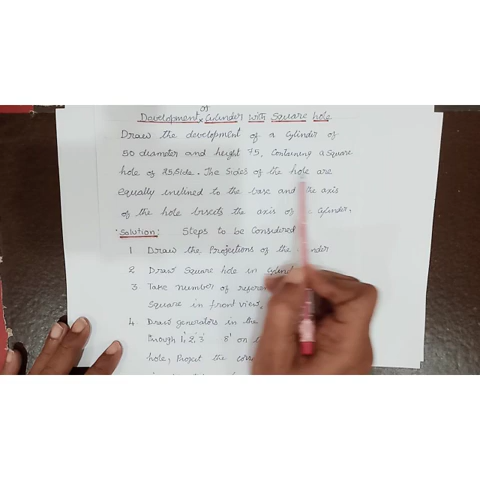 of
Development Cylinder with Square hole
Draw the development of a Cylinder of
50 diameter and height 75, Containing a Square
hole of 25 Side. The Sides of the hole are
Equally inclined to the base and the axis
of the hole bisects the axis of Cylinder.
Solution: Steps to be Considered
1 Draw the Projections of the
2 Draw Square hole in
3 Take number of
Square in front view,
4 Draw generators in the
through 1', 2', 3' 8' on
hole, Project the